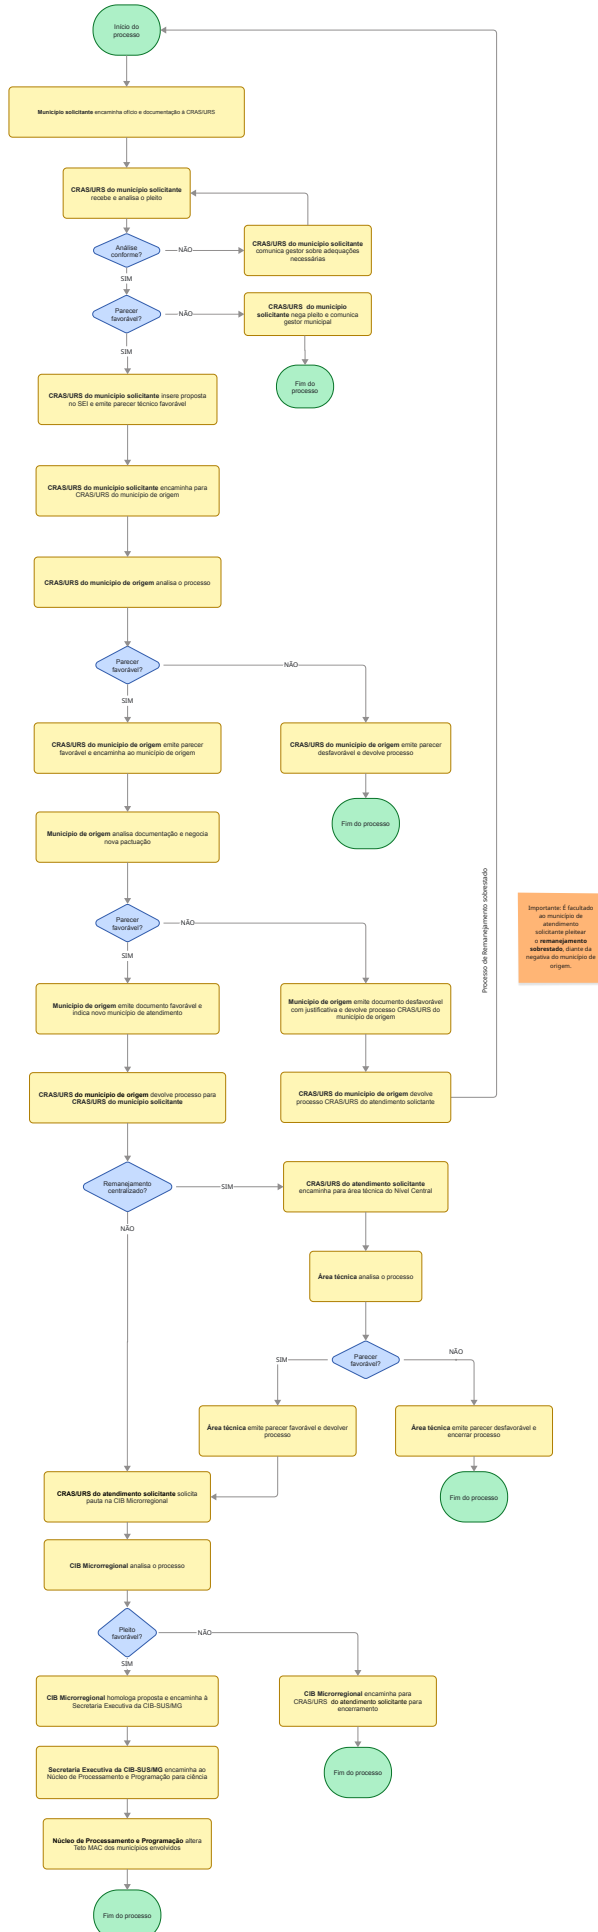 Início do
processo
Município solicitante encaminha ofício e documentação à CRAS/URS
CRAS/URS do município solicitante
recebe e analisa o pleito
Análise
conforme?
NÃO
CRAS/URS do município solicitante
comunica gestor sobre adequações
necessárias
SIM
Parecer
favorável?
NÃO
CRAS/URS do município
solicitante nega pleito e comunica
gestor municipal
SIM
Fim do
processo
CRAS/URS do município solicitante insere proposta
no SEI e emite parecer técnico favorável
CRAS/URS do município solicitante encaminha para
CRAS/URS do município de origem
CRAS/URS do município de origem analisa o processo
Parecer
favorável?
NÃO
SIM
CRAS/URS do município de origem emite parecer
favorável e encaminha ao município de origem
CRAS/URS do município de origem emite parecer
desfavorável e devolve processo
Fim do processo
Município de origem analisa documentação e negocia
nova pactuação
Processo de Remanejamento sobrestado
Importante: É facultado
ao município de
atendimento
solicitante pleitear
o remanejamento
sobrestado, diante da
negativa do município de
origem.
Parecer
favorável?
NÃO
SIM
Município de origem emite documento favorável e
indica novo município de atendimento
Município de origem emite documento desfavorável
com justificativa e devolve processo CRAS/URS do
município de origem
CRAS/URS do município de origem devolve processo para
CRAS/URS do município solicitante
CRAS/URS do município de origem devolve
processo CRAS/URS do atendimento solictante
Remanejamento
centralizado?
SIM
CRAS/URS do atendimento solicitante
encaminha para área técnica do Nível Central
NÃO
Área técnica analisa o processo
Parecer
favorável?
SIM
NÃO
Área técnica emite parecer favorável e devolver
processo
Área técnica emite parecer desfavorável e
encerrar processo
Fim do processo
CRAS/URS do atendimento solicitante solicita
pauta na CIB Microrregional
CIB Microrregional analisa o processo
Pleito
favorável?
NÃO
SIM
CIB Microrregional homologa proposta e encaminha à
Secretaria Executiva da CIB-SUS/MG
CIB Microrregional encaminha para
CRAS/URS do atendimento solicitante para
encerramento
Fim do processo
Secretaria Executiva da CIB-SUS/MG encaminha ao
Núcleo de Processamento e Programação para ciência
Núcleo de Processamento e Programação altera
Teto MAC dos municípios envolvidos
Fim do processo